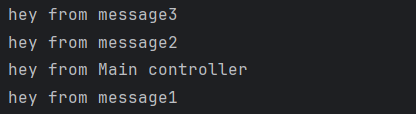 hey from message3
hey from message2
hey from Main controller
hey from message1